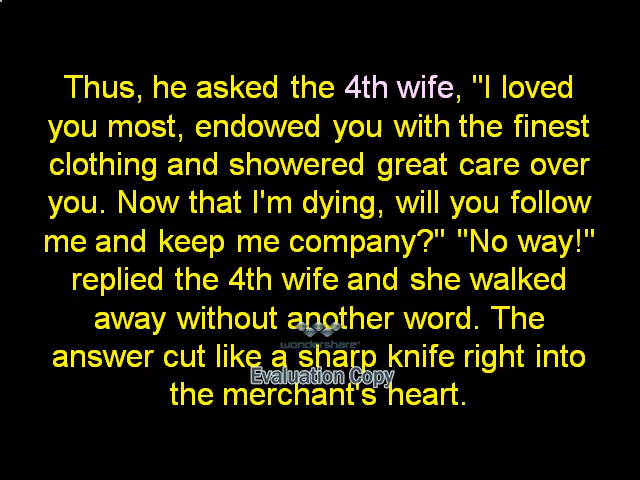 Thus, he asked the 4th wife, "I loved
you most, endowed you with the finest
clothing and showered great care over
you. Now that I'm dying, will you follow
me and keep me company?" "No way!"
replied the 4th wife and she walked
away without another word. The
wondershare
answer cut like a sharp knife right into
Evaluation Copy
the merchant's heart.